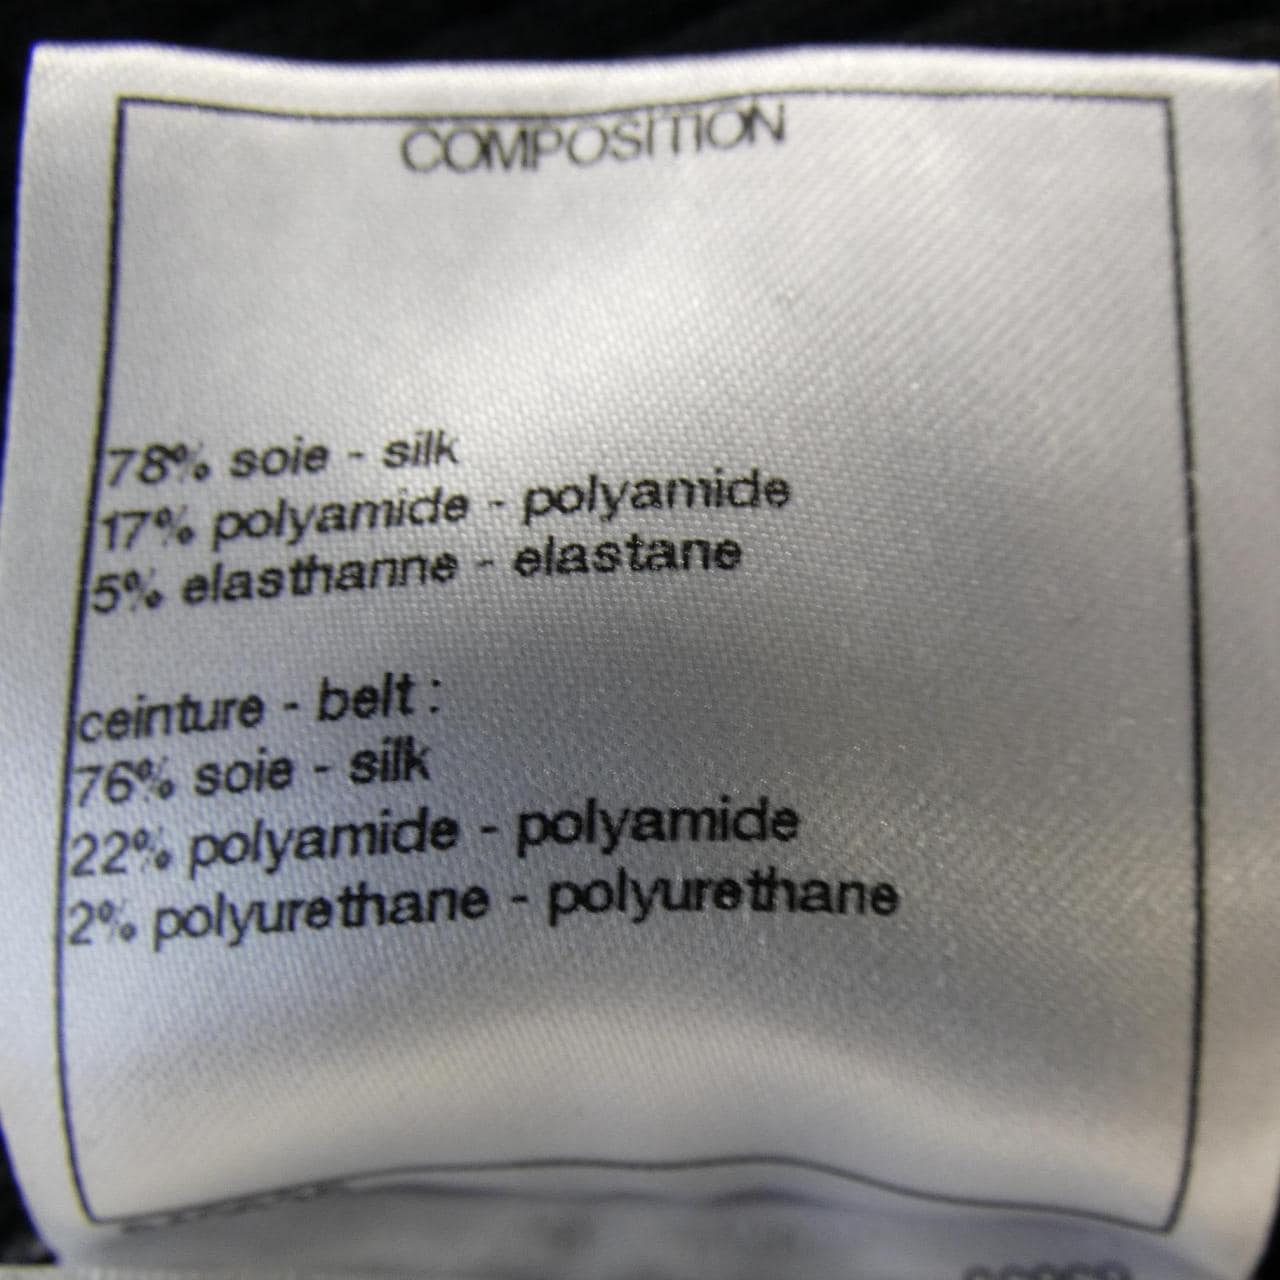 COMPOSITION
78% soie - silk
17% polyamide - polyamide
5% elasthanne - elastane
ceinture - belt :
76% soie - silk
22% polyamide - polyamide
2% polyurethane - polyurethane